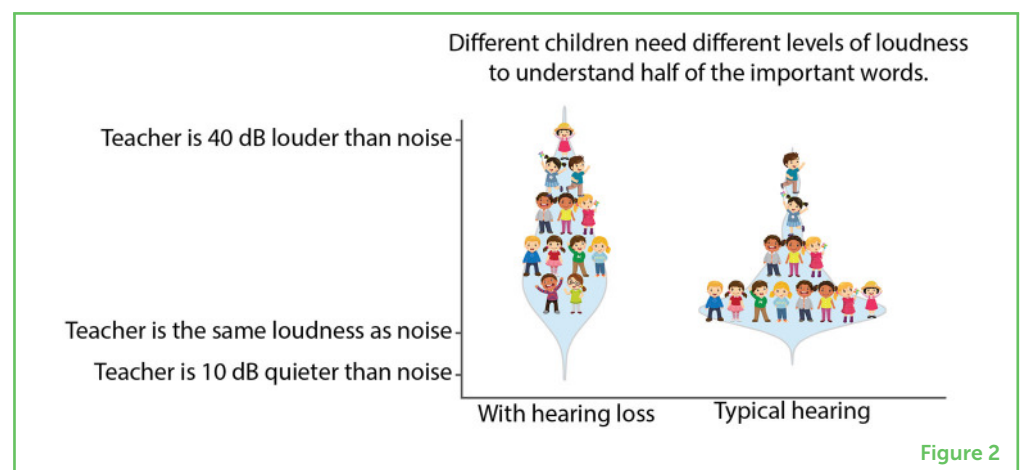 Different children need different levels of loudness
to understand half of the important words.
Teacher is 40 dB louder than noise
Teacher is the same loudness as noise
Teacher is 10 dB quieter than noise
With hearing loss
Typical hearing
Figure 2